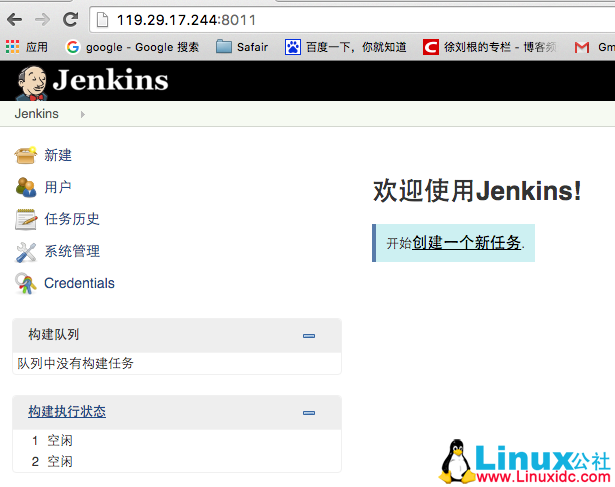 119.29.17.244:8011
应用 google - Google 搜索 Safair 百度一下，你就知道 徐刘根的专栏 - 博客频 Gm
Jenkins
Jenkins
新建
用户
任务历史
系统管理
Credentials
欢迎使用Jenkins!
开始创建一个新任务.
构建队列
队列中没有构建任务
构建执行状态
1 空闲
2 空闲
Linux公社
www.Linuxidc.com